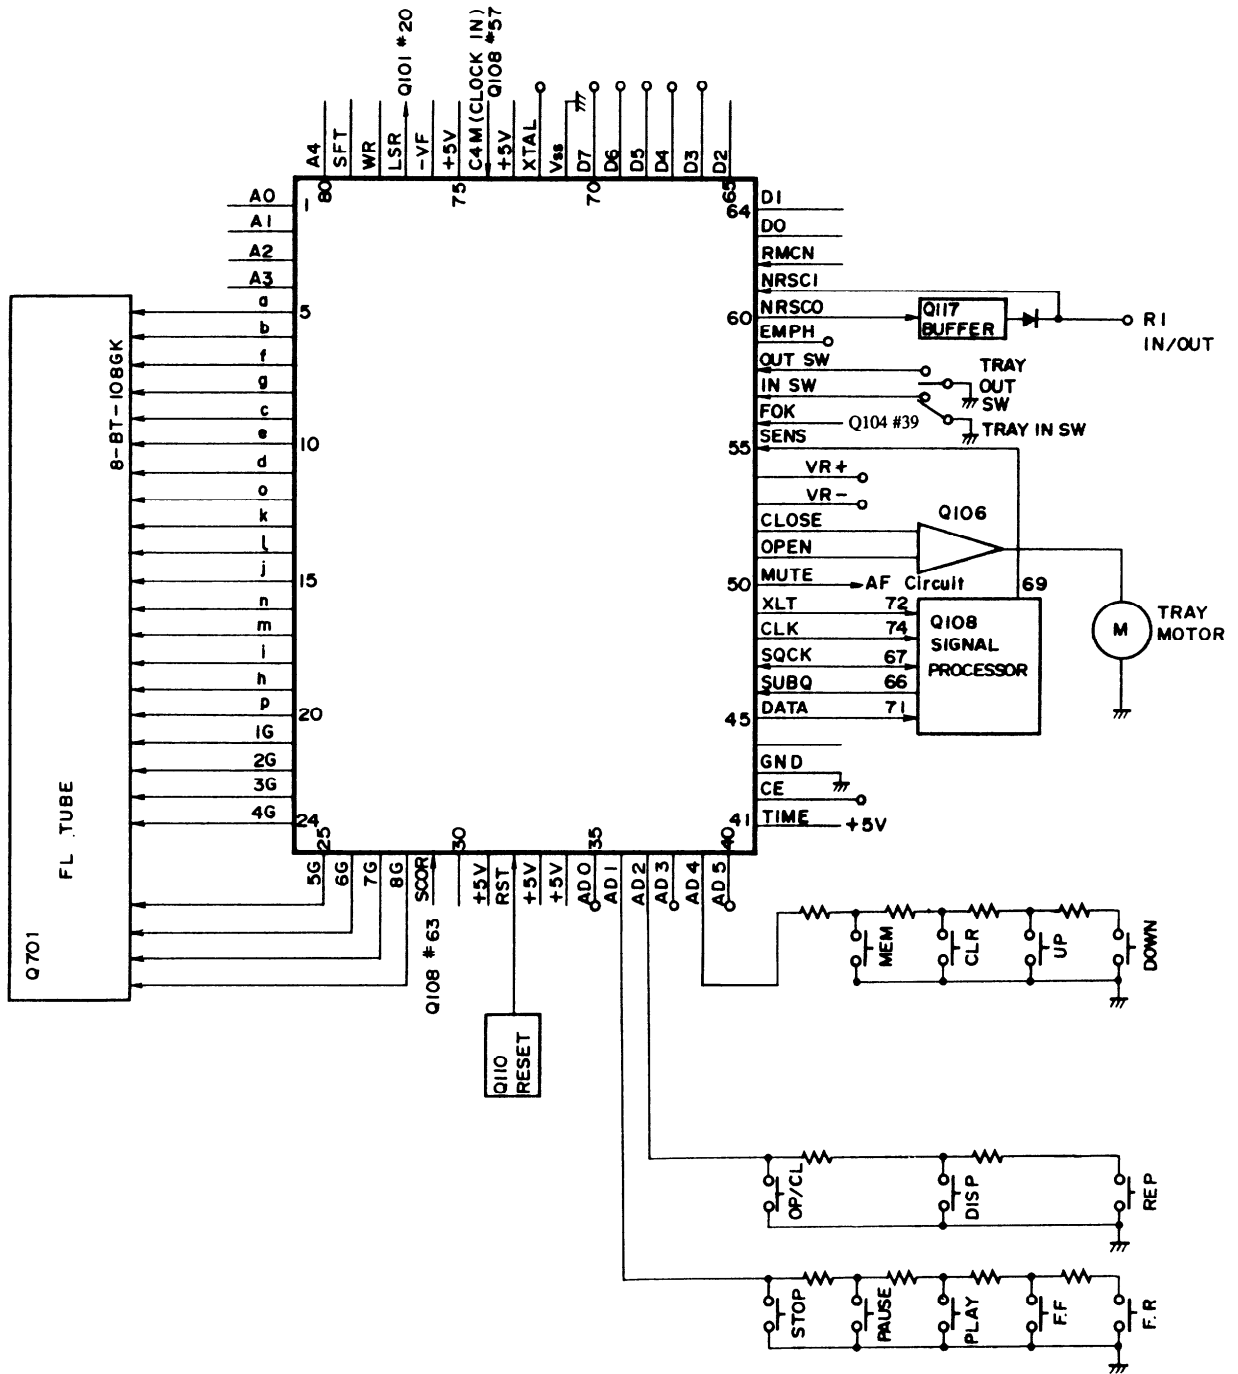 Q101 #20
C4M (CLOCK IN)
Q108 #57
A4
SFT
WR
LSR
-VF
+5V
+5V
XTAL
Vss
D7
D6
D5
D4
D3
D2
80
75
70
65
A0
1
A1
A2
A3
a
5
b
f
g
c
e
10
d
o
k
l
j
15
n
m
i
h
p
20
1G
2G
3G
4G
24
8-BT-108GK
FL TUBE
Q701
64
DI
DO
RMCN
NRSCI
60
NRSCO
Q117
BUFFER
RI
IN/OUT
EMPH
OUT SW
TRAY
OUT
SW
IN SW
FOK
Q104 #39
TRAY IN SW
55
SENS
VR+
VR-
CLOSE
Q106
OPEN
50
MUTE
AF Circuit
69
XLT
72
Q108
SIGNAL
PROCESSOR
CLK
74
SQCK
67
SUBQ
66
45
DATA
71
M
TRAY
MOTOR
GND
CE
41
TIME
+5V
25
30
35
40
5G
6G
7G
8G
SCOR
+5V
RST
+5V
+5V
AD0
AD1
AD2
AD3
AD4
AD5
Q108 #63
Q110
RESET
MEM
CLR
UP
DOWN
OP/CL
DISP
REP
STOP
PAUSE
PLAY
F.F
F.R